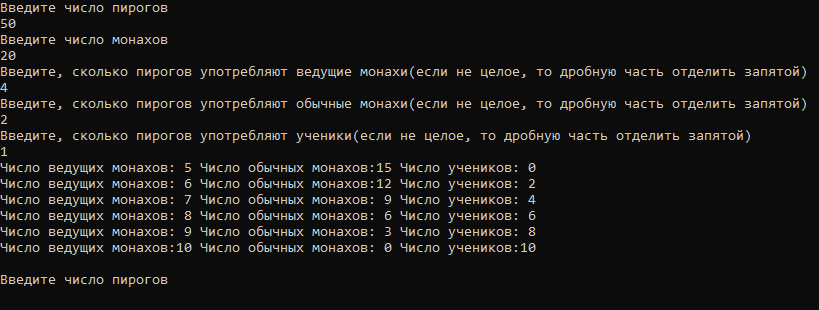 Введите число пирогов
50
Введите число монахов
20
Введите, сколько пирогов употребляют ведущие монахи(если не целое, то дробную часть отделить запятой)
4
Введите, сколько пирогов употребляют обычные монахи(если не целое, то дробную часть отделить запятой)
2
Введите, сколько пирогов употребляют ученики(если не целое, то дробную часть отделить запятой)
1
Число ведущих монахов: 5 Число обычных монахов:15 Число учеников: 0
Число ведущих монахов: 6 Число обычных монахов:12 Число учеников: 2
Число ведущих монахов: 7 Число обычных монахов: 9 Число учеников: 4
Число ведущих монахов: 8 Число обычных монахов: 6 Число учеников: 6
Число ведущих монахов: 9 Число обычных монахов: 3 Число учеников: 8
Число ведущих монахов:10 Число обычных монахов: 0 Число учеников:10
Введите число пирогов